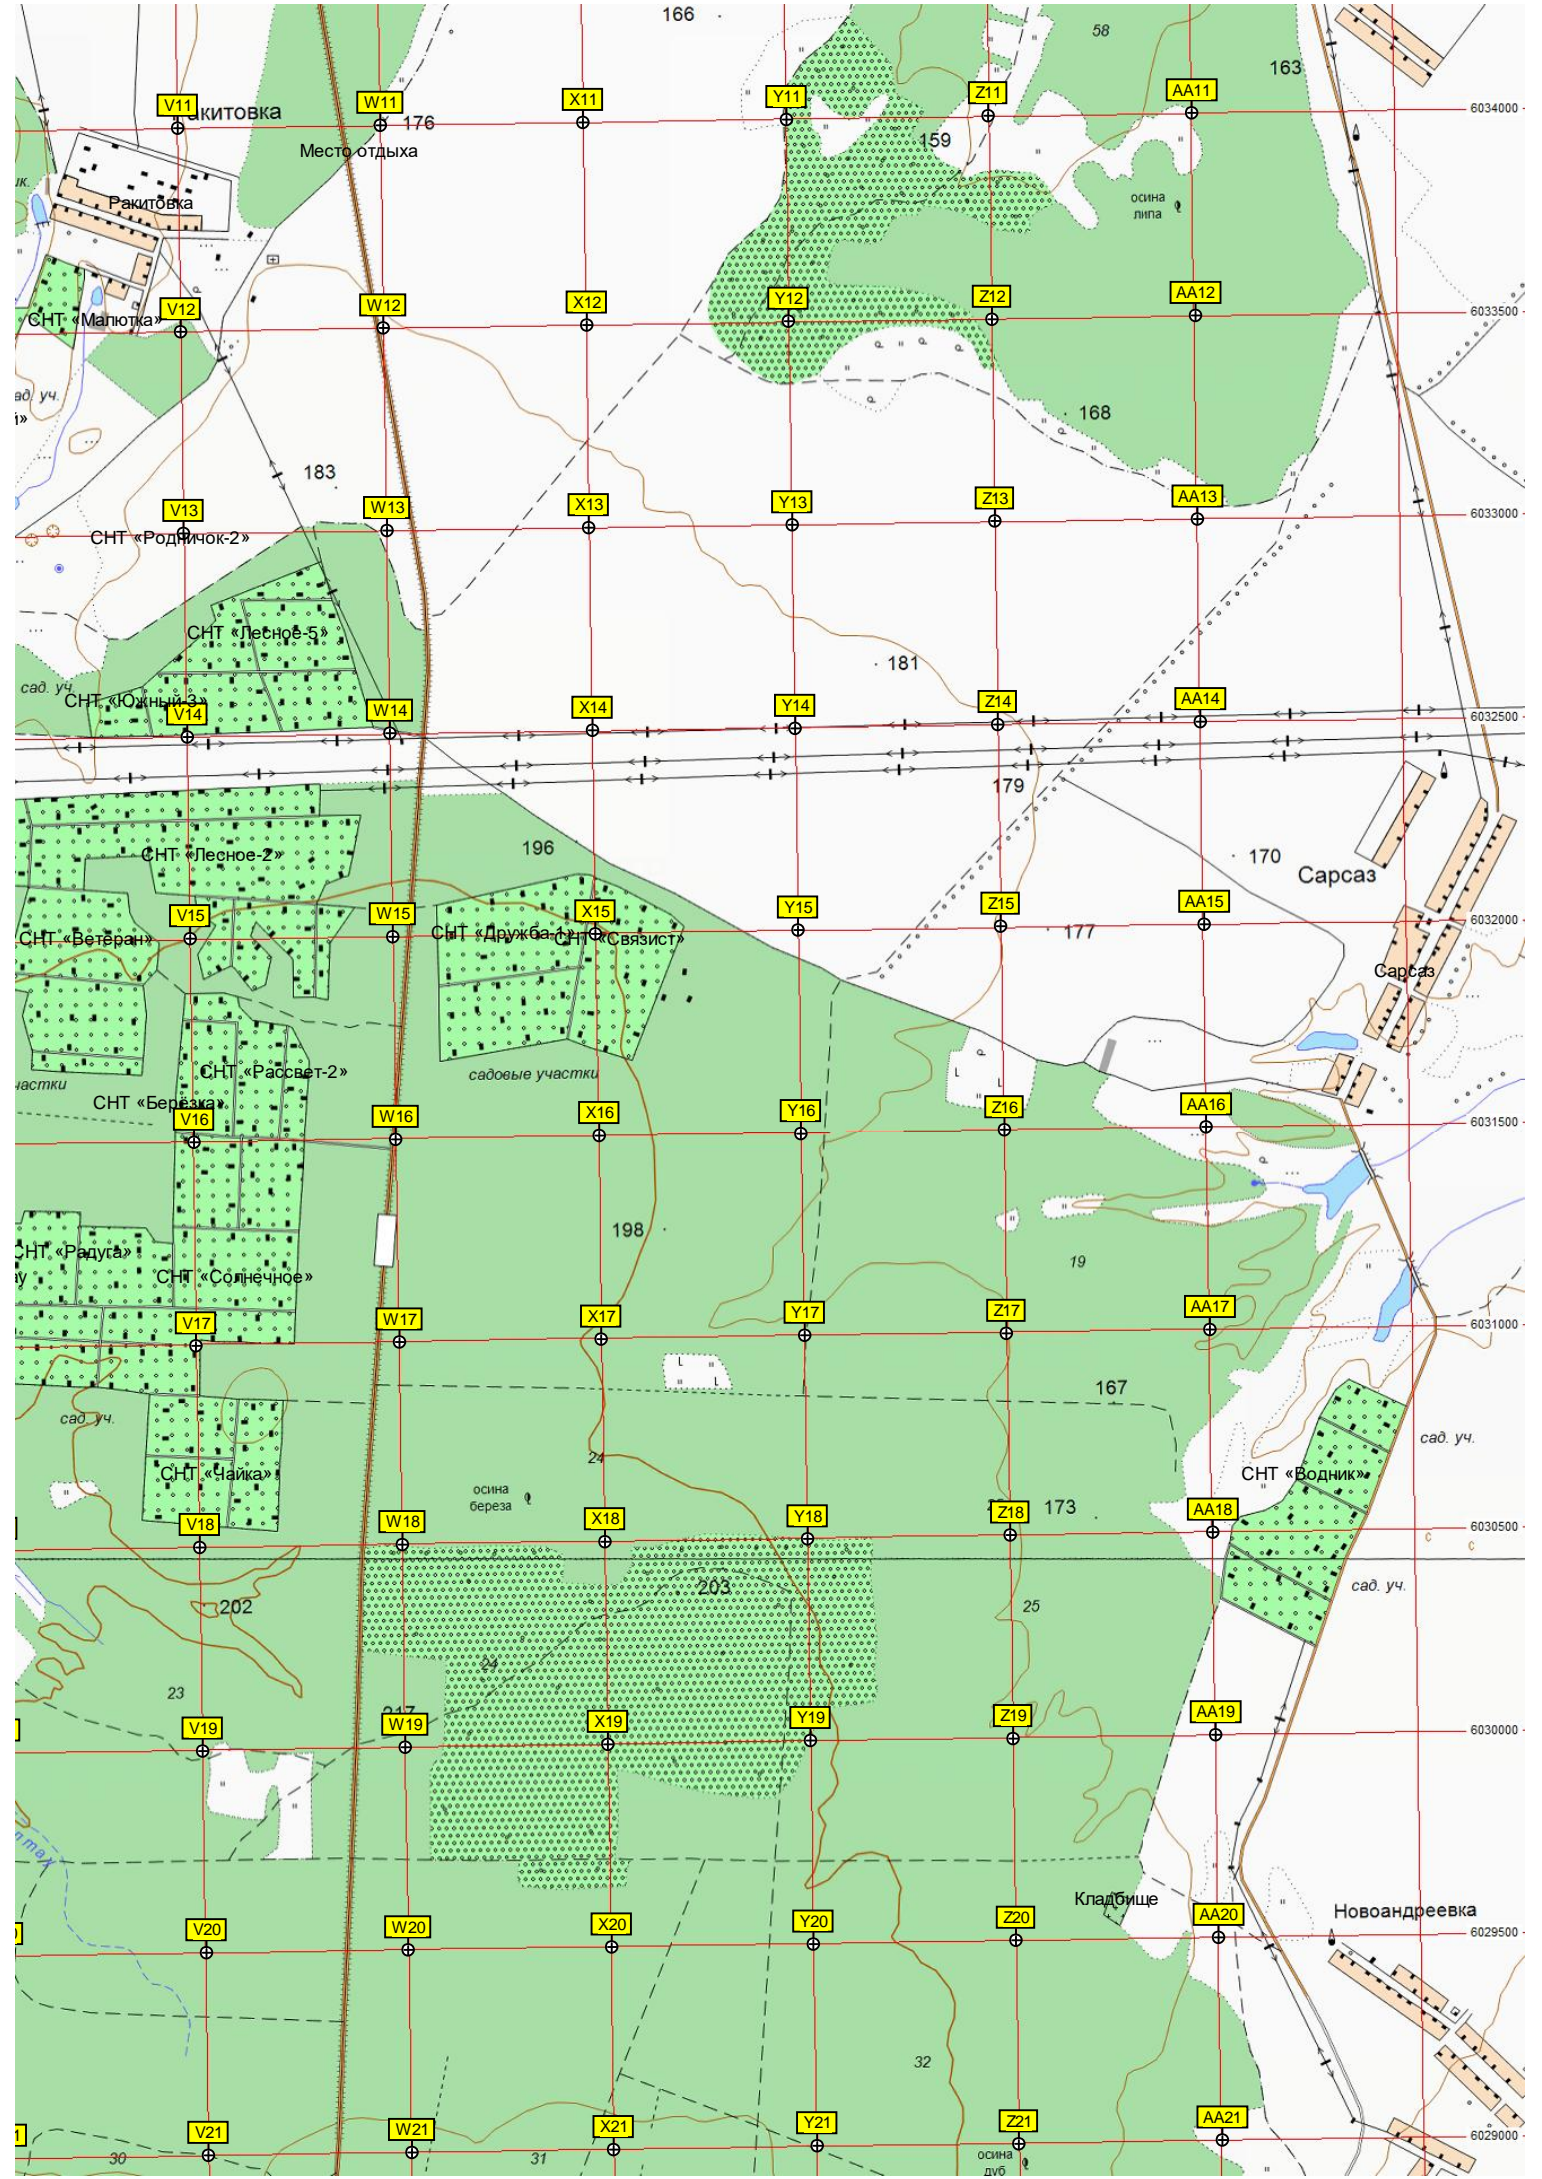 166
58
163
V11
W11
X11
Y11
Z11
AA11
6034000
176
159
Место отдыха
Ракитовка
осина
липа
СНТ «Малютка»
V12
W12
X12
Y12
Z12
AA12
6033500
уч.
168
183
V13
W13
X13
Y13
Z13
AA13
6033000
СНТ «Родничок-2»
СНТ «Лесное-5»
181
сад. уч.
СНТ «Южный-3»
V14
W14
X14
Y14
Z14
AA14
6032500
179
196
СНТ «Лесное-2»
170
Сарсаз
V15
W15
X15
Y15
Z15
AA15
6032000
СНТ «Ветеран»
СНТ «Дружба-1»
СНТ «Связист»
177
Сарсаз
СНТ «Рассвет-2»
садовые участки
СНТ «Берёзка»
V16
W16
X16
Y16
Z16
AA16
6031500
198
СНТ «Радуга»
19
СНТ «Солнечное»
V17
W17
X17
Y17
Z17
AA17
6031000
167
сад. уч.
сад. уч.
24
СНТ «Чайка»
СНТ «Водник»
осина
береза
173
V18
W18
X18
Y18
Z18
AA18
6030500
203
сад. уч.
202
25
24
23
V19
W19
X19
Y19
Z19
AA19
6030000
Кладбище
Новоандреевка
V20
W20
X20
Y20
Z20
AA20
6029500
32
V21
W21
X21
Y21
Z21
AA21
6029000
30
31
осина
дуб